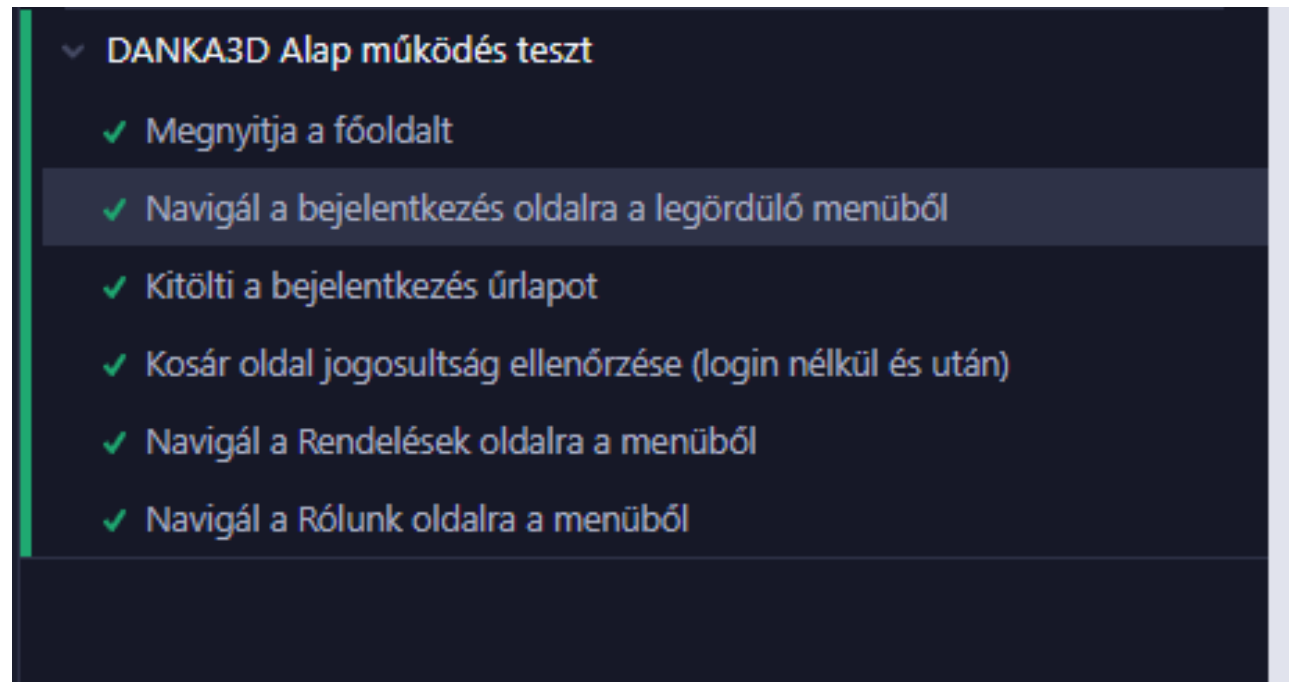 DANKA3D Alap működés teszt
Megnyitja a főoldalt
Navigál a bejelentkezés oldalra a legördülő menüből
Kitölti a bejelentkezés űrlapot
Kosár oldal jogosultság ellenőrzése (login nélkül és után)
Navigál a Rendelések oldalra a menüből
Navigál a Rólunk oldalra a menüből